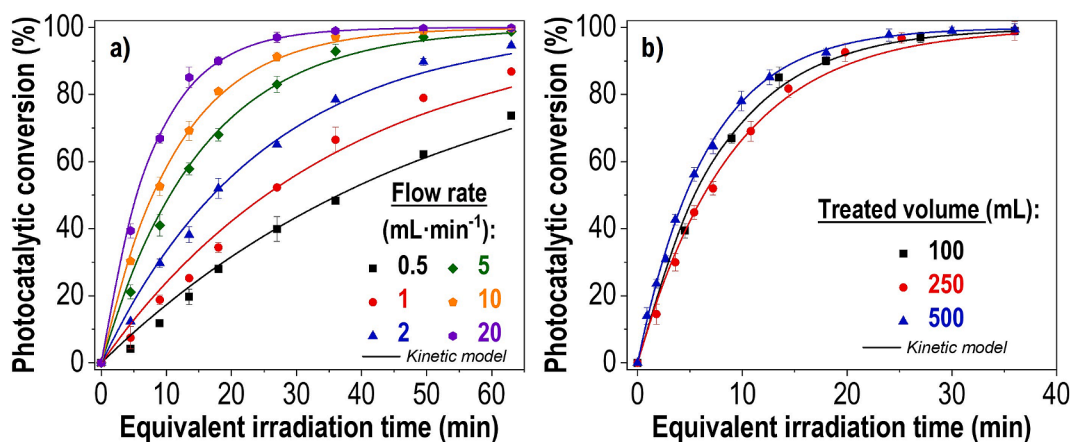 Photocatalytic conversion (%)
100
80
60
40
20
0
a)
Flow rate
(mL·min⁻¹):
0.5 5
1 10
2 20
Kinetic model
0 10 20 30 40 50 60
Equivalent irradiation time (min)
Photocatalytic conversion (%)
100
80
60
40
20
0
b)
Treated volume (mL):
100
250
500
Kinetic model
0 10 20 30 40
Equivalent irradiation time (min)